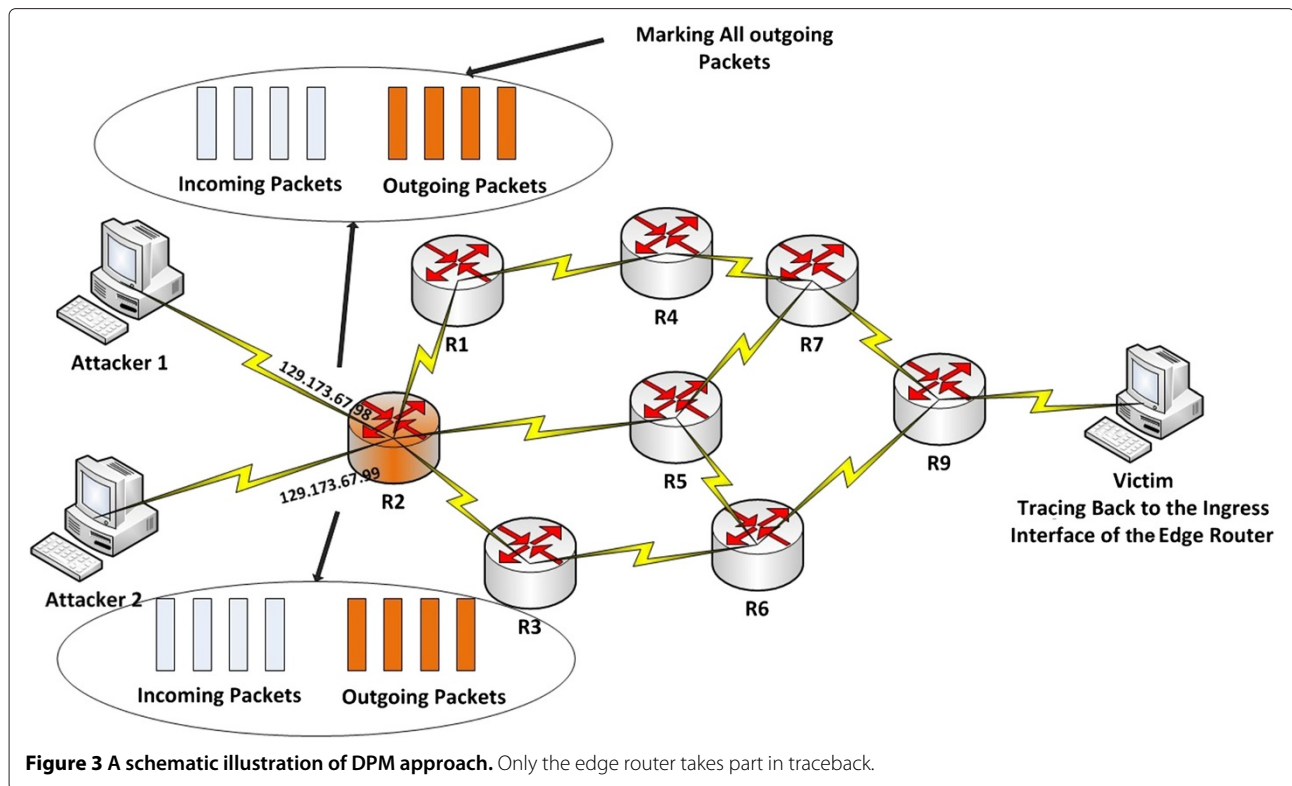 Marking All outgoing
Packets
Incoming Packets
Outgoing Packets
Attacker 1
129.173.67.98
R1
R4
R7
R2
R5
R9
Victim
Tracing Back to the Ingress
Interface of the Edge Router
129.173.67.99
Attacker 2
R3
R6
Incoming Packets
Outgoing Packets
Figure 3 A schematic illustration of DPM approach. Only the edge router takes part in traceback.